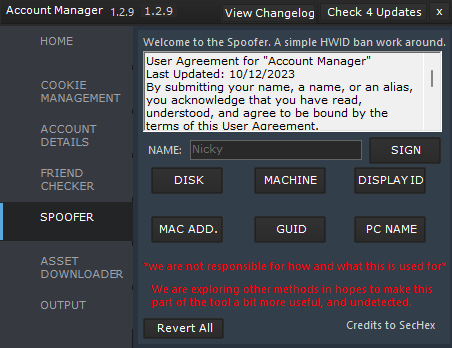 Account Manager 1.2.9 1.2.9 View Changelog Check 4 Updates x
HOME
COOKIE
MANAGEMENT
ACCOUNT
DETAILS
FRIEND
CHECKER
SPOOFER
ASSET
DOWNLOADER
OUTPUT
Welcome to the Spoofer. A simple HWID ban work around.
User Agreement for "Account Manager"
Last Updated: 10/12/2023
By submitting your name, a name, or an alias,
you acknowledge that you have read,
understood, and agree to be bound by the
terms of this User Agreement.
NAME: Nicky SIGN
DISK MACHINE DISPLAY ID
MAC ADD. GUID PC NAME
*we are not responsible for how and what this is used for*
We are exploring other methods in hopes to make this
part of the tool a bit more useful, and undetected.
Revert All Credits to SecHex